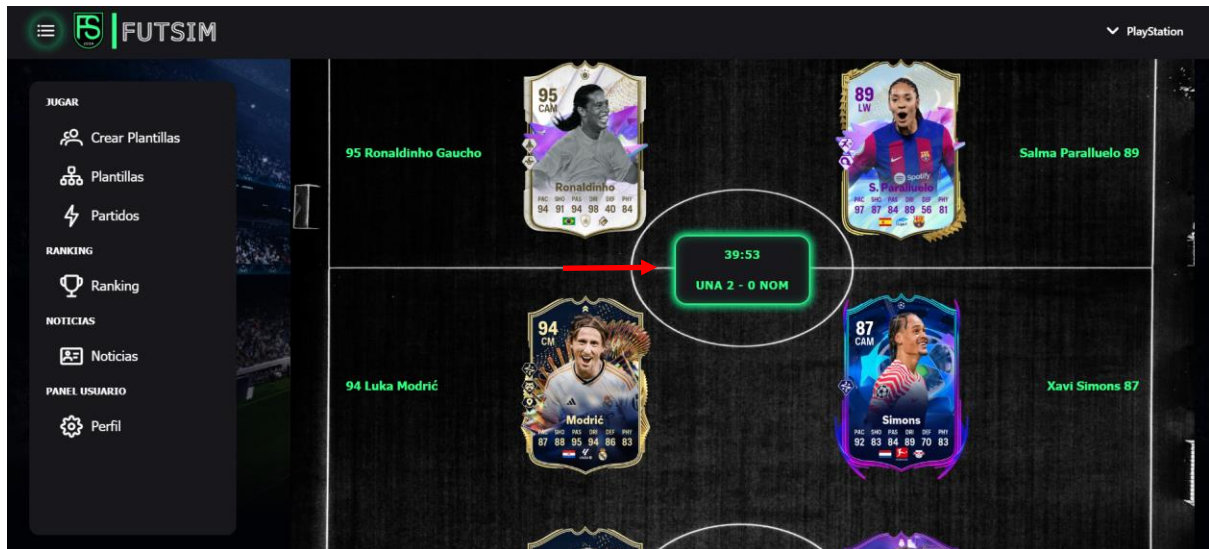 FS
FUTSIM
PlayStation
JUGAR
Crear Plantillas
Plantillas
Partidos
RANKING
Ranking
NOTICIAS
Noticias
PANEL USUARIO
Perfil
95 Ronaldinho Gaucho
95
CAM
Ronaldinho
PAC SHO PAS DRI DEF PHY
94 91 94 98 40 84
89
LW
Spotify
S. Paralluelo
PAC SHO PAS DRI DEF PHY
97 87 84 89 56 81
Salma Paralluelo 89
39:53
UNA 2 - 0 NOM
94 Luka Modrić
94
CM
Modrić
PAC SHO PAS DRI DEF PHY
87 88 95 94 86 83
87
CAM
Simons
PAC SHO PAS DRI DEF PHY
92 83 84 89 70 83
Xavi Simons 87